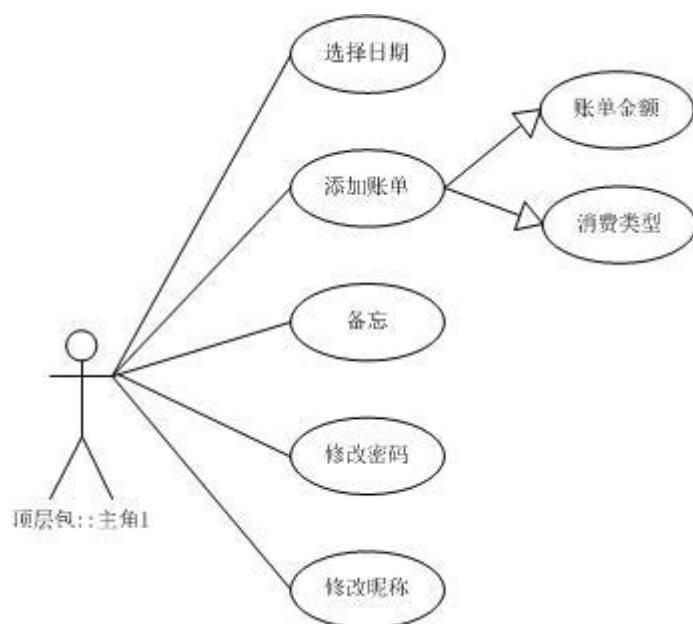 选择日期
账单金额
添加账单
消费类型
备忘
修改密码
顶层包::主角1
修改昵称